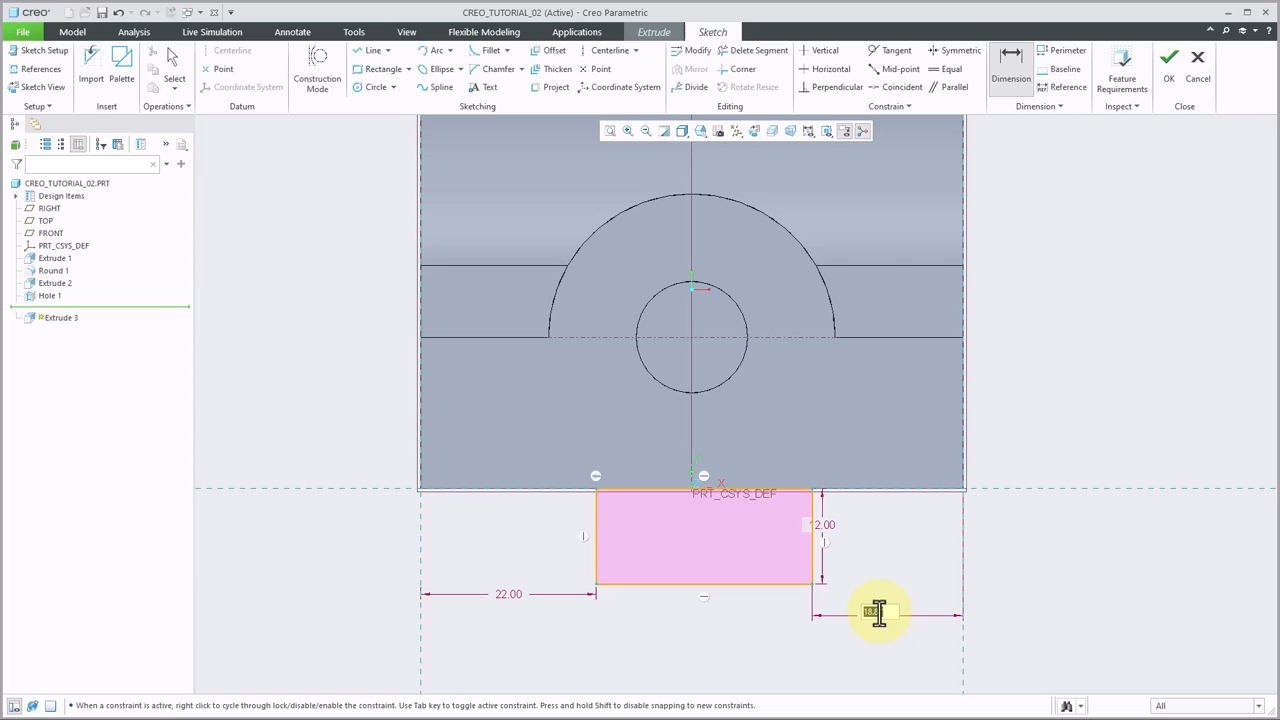 creo CREO_TUTORIAL_02 (Active) - Creo Parametric
File Model Analysis Live Simulation Annotate Tools View Flexible Modeling Applications Extrude Sketch
Sketch Setup
References
Sketch View
Setup
Import
Palette
Insert
Select
Operations
Centerline
Point
Coordinate System
Datum
Construction
Mode
Line Arc Fillet Offset Centerline
Rectangle Ellipse Chamfer Thicken Point
Circle Spline Text Project Coordinate System
Sketching
Modify Delete Segment
Mirror Corner
Divide Rotate Resize
Editing
Vertical Tangent Symmetric
Horizontal Mid-point Equal
Perpendicular Coincident Parallel
Constrain
Dimension
Perimeter
Baseline
Reference
Dimension
Feature
Requirements
Inspect
OK
Cancel
Close
CREO_TUTORIAL_02.PRT
Design Items
RIGHT
TOP
FRONT
PRT_CSYS_DEF
Extrude 1
Round 1
Extrude 2
Hole 1
Extrude 3
X
PRT_CSYS_DEF
12.00
22.00
When a constraint is active, right click to cycle through lock/disable/enable the constraint. Use Tab key to toggle active constraint. Press and hold Shift to disable snapping to new constraints.
All